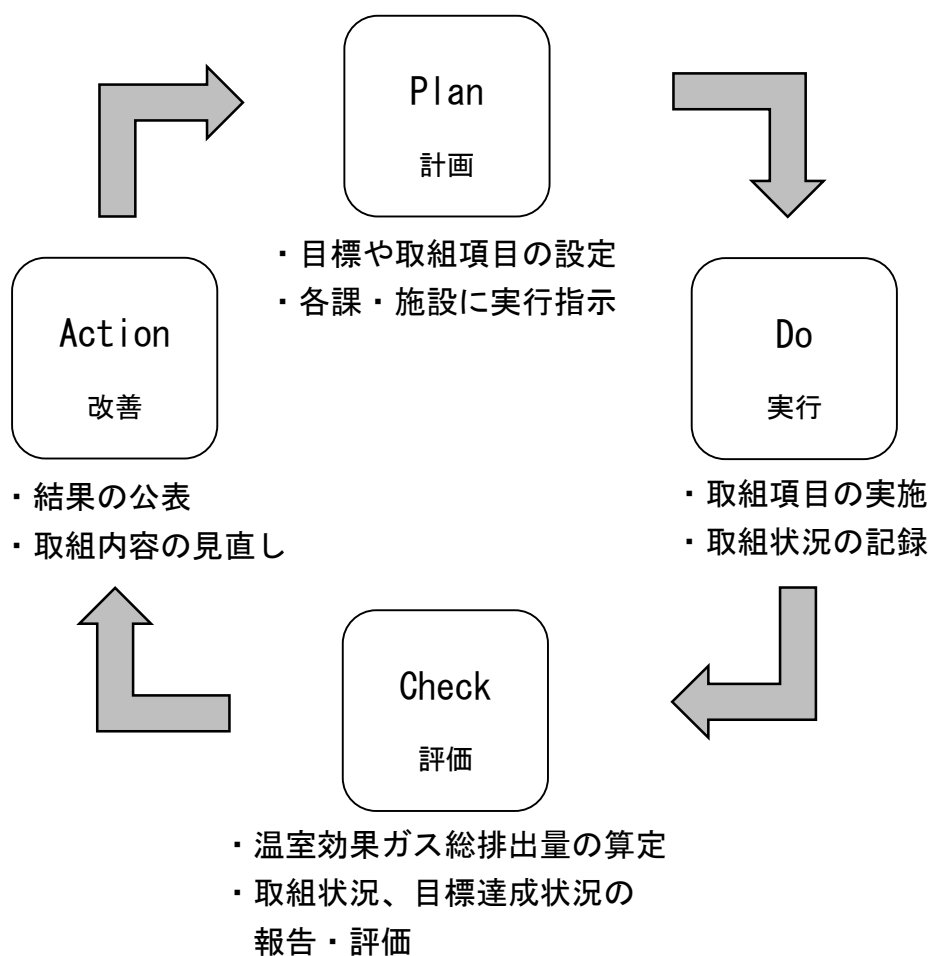 Plan
計画
・目標や取組項目の設定
・各課・施設に実行指示
Do
実行
・取組項目の実施
・取組状況の記録
Check
評価
・温室効果ガス総排出量の算定
・取組状況、目標達成状況の
報告・評価
Action
改善
・結果の公表
・取組内容の見直し